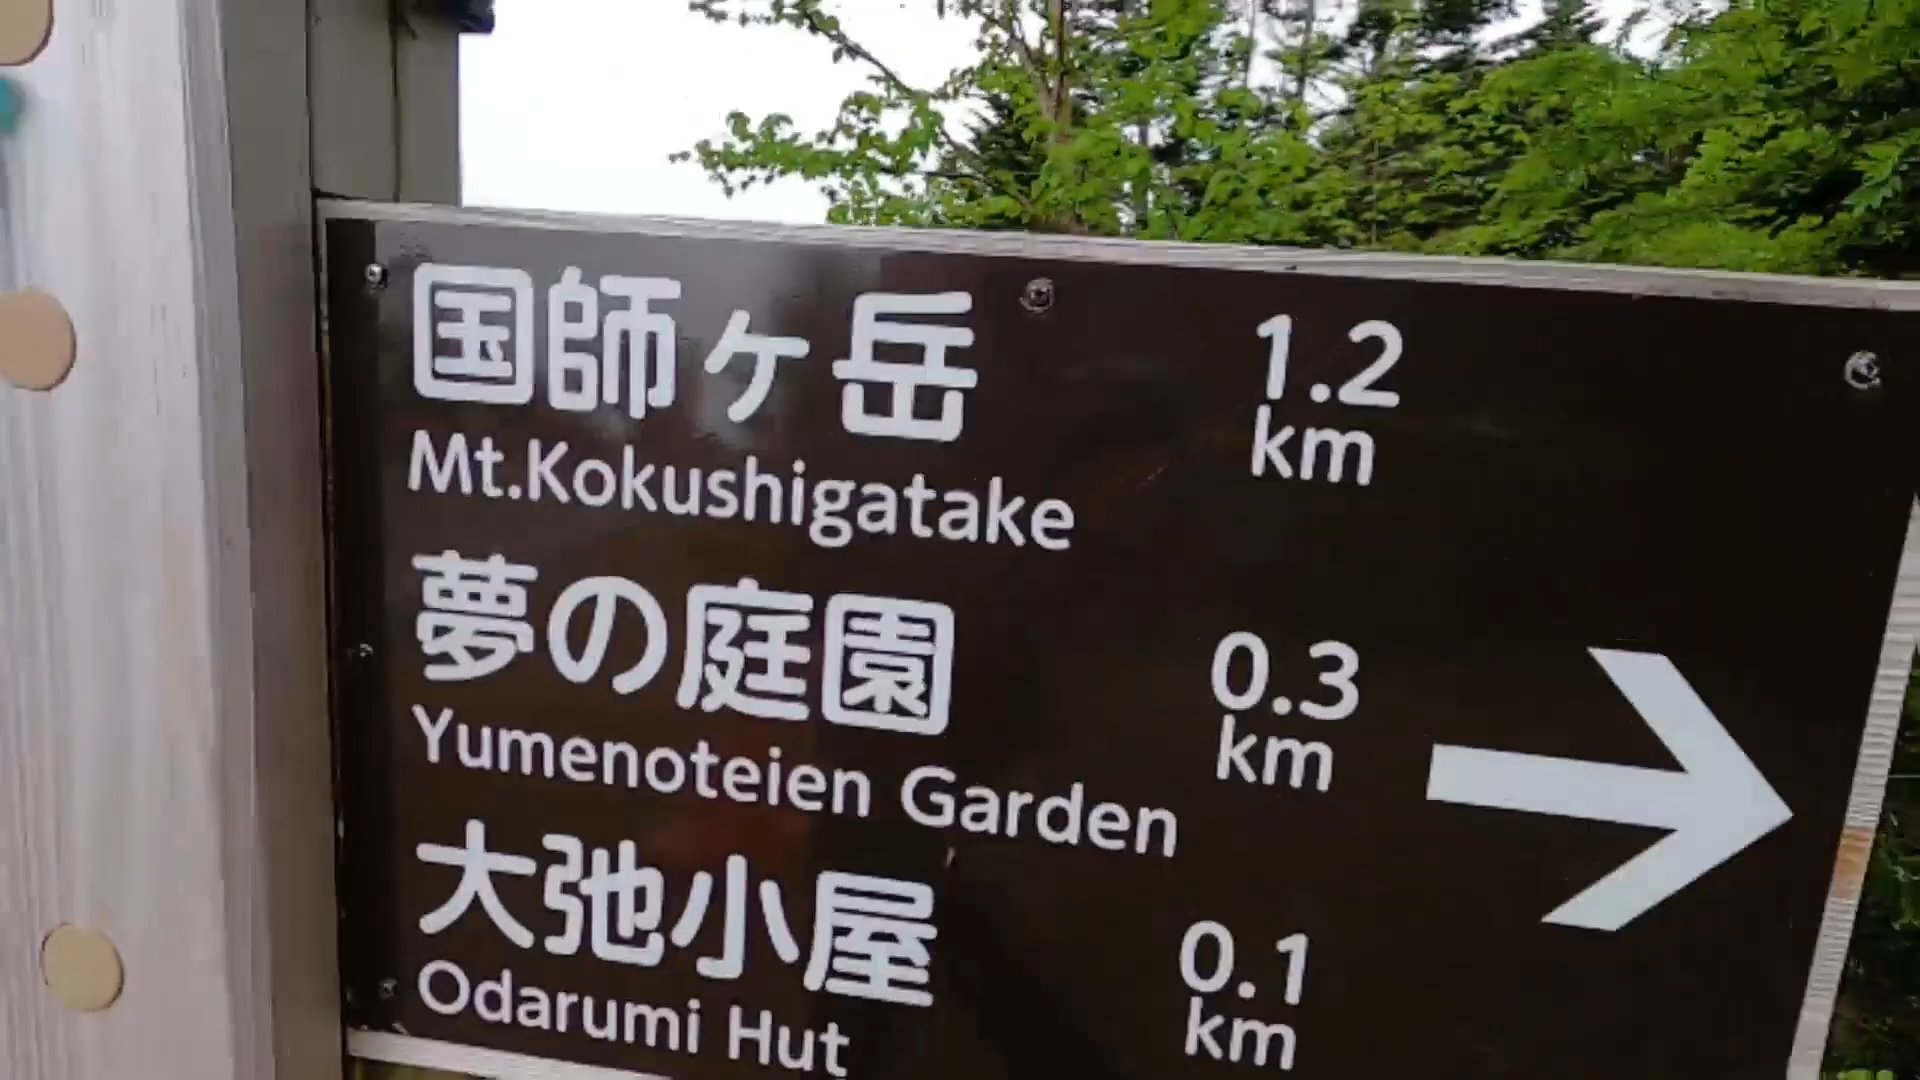 国師ヶ岳 1.2 km
Mt.Kokushigatake
夢の庭園 0.3 km
Yumenoteien Garden
大弛小屋 0.1 km
Odarumi Hut